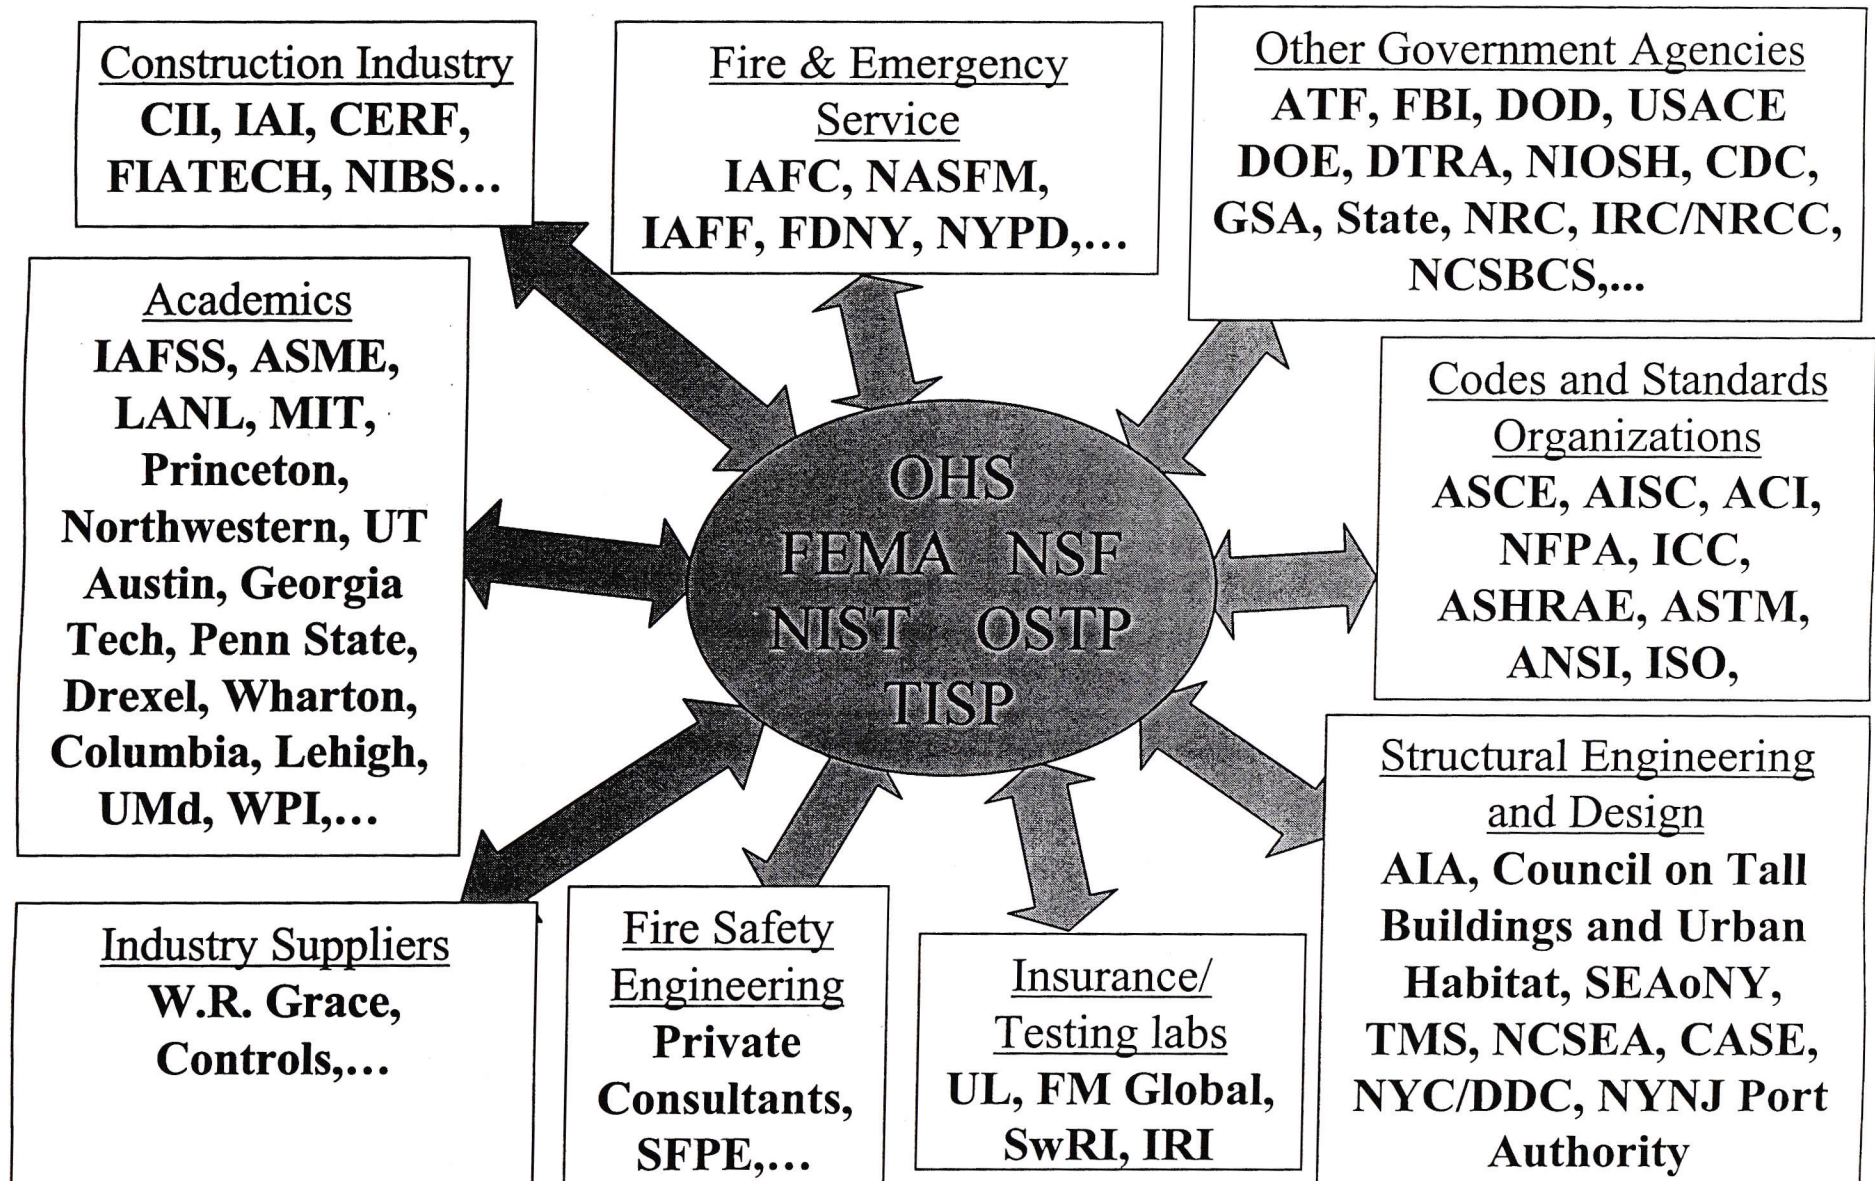 Construction Industry
CII, IAI, CERF,
FIATECH, NIBS...
Fire & Emergency
Service
IAFC, NASFM,
IAFF, FDNY, NYPD,...
Other Government Agencies
ATF, FBI, DOD, USACE
DOE, DTRA, NIOSH, CDC,
GSA, State, NRC, IRC/NRCC,
NCSBCS,...
Academics
IAFSS, ASME,
LANL, MIT,
Princeton,
Northwestern, UT
Austin, Georgia
Tech, Penn State,
Drexel, Wharton,
Columbia, Lehigh,
UMd, WPI,...
OHS
FEMA NSF
NIST OSTP
TISP
Codes and Standards
Organizations
ASCE, AISC, ACI,
NFPA, ICC,
ASHRAE, ASTM,
ANSI, ISO,
Industry Suppliers
W.R. Grace,
Controls,...
Fire Safety
Engineering
Private
Consultants,
SFPE,...
Insurance/
Testing labs
UL, FM Global,
SwRI, IRI
Structural Engineering
and Design
AIA, Council on Tall
Buildings and Urban
Habitat, SEAoNY,
TMS, NCSEA, CASE,
NYC/DDC, NYNJ Port
Authority